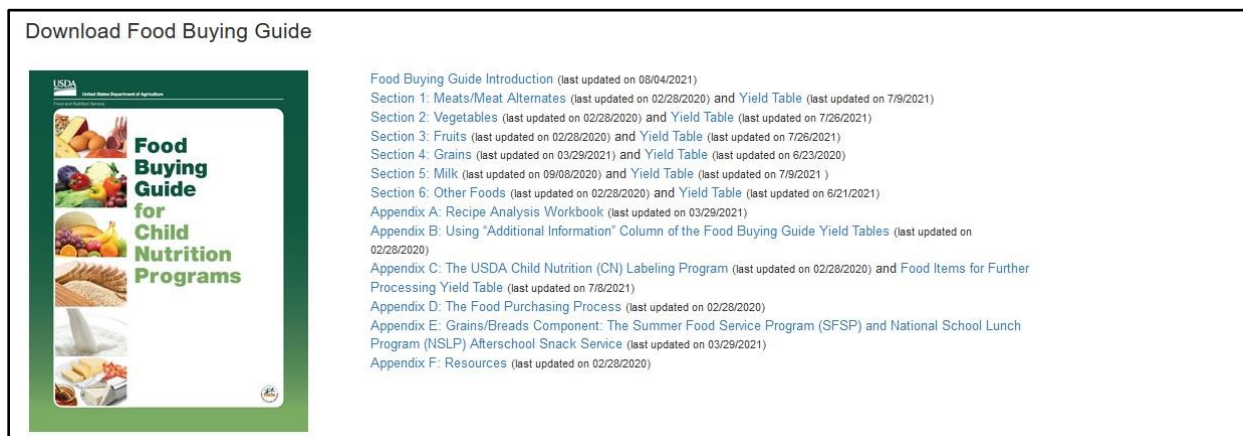 Download Food Buying Guide
USDA
United States Department of Agriculture
Food and Nutrition Service
Food
Buying
Guide
for
Child
Nutrition
Programs
Food Buying Guide Introduction (last updated on 08/04/2021)
Section 1: Meats/Meat Alternates (last updated on 02/28/2020) and Yield Table (last updated on 7/9/2021)
Section 2: Vegetables (last updated on 02/28/2020) and Yield Table (last updated on 7/26/2021)
Section 3: Fruits (last updated on 02/28/2020) and Yield Table (last updated on 7/26/2021)
Section 4: Grains (last updated on 03/29/2021) and Yield Table (last updated on 6/23/2020)
Section 5: Milk (last updated on 09/08/2020) and Yield Table (last updated on 7/9/2021 )
Section 6: Other Foods (last updated on 02/28/2020) and Yield Table (last updated on 6/21/2021)
Appendix A: Recipe Analysis Workbook (last updated on 03/29/2021)
Appendix B: Using “Additional Information” Column of the Food Buying Guide Yield Tables (last updated on
02/28/2020)
Appendix C: The USDA Child Nutrition (CN) Labeling Program (last updated on 02/28/2020) and Food Items for Further
Processing Yield Table (last updated on 7/8/2021)
Appendix D: The Food Purchasing Process (last updated on 02/28/2020)
Appendix E: Grains/Breads Component: The Summer Food Service Program (SFSP) and National School Lunch
Program (NSLP) Afterschool Snack Service (last updated on 03/29/2021)
Appendix F: Resources (last updated on 02/28/2020)